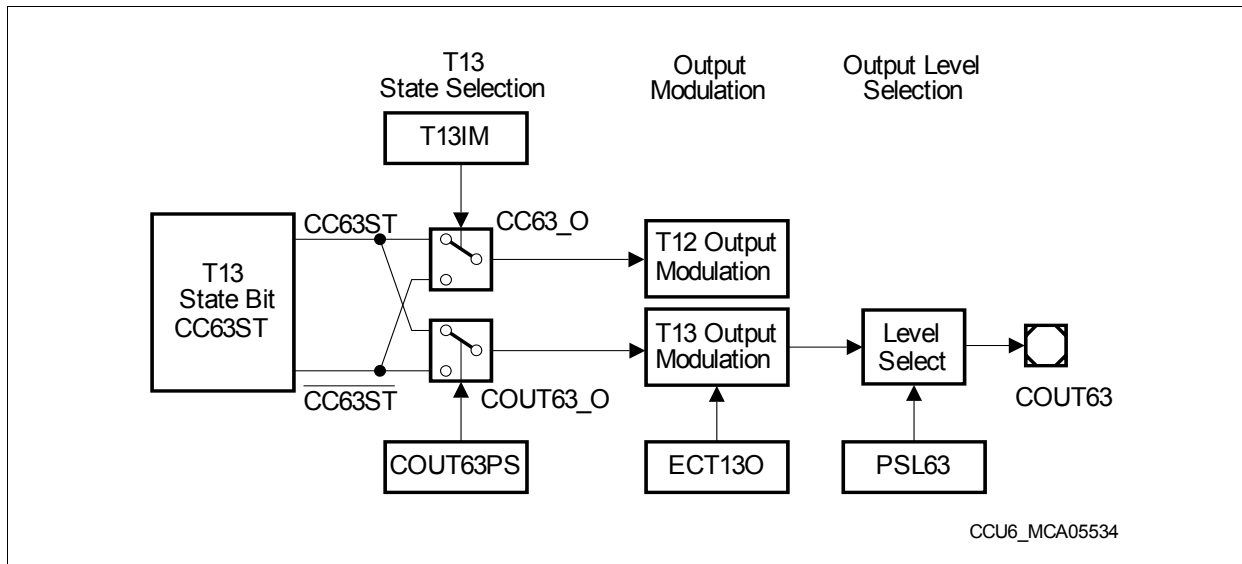 T13
State Selection
Output
Modulation
Output Level
Selection
T13IM
CC63ST
CC63_O
T13
State Bit
CC63ST
T12 Output
Modulation
T13 Output
Modulation
Level
Select
CC63ST
COUT63_O
COUT63
COUT63PS
ECT13O
PSL63
CCU6_MCA05534